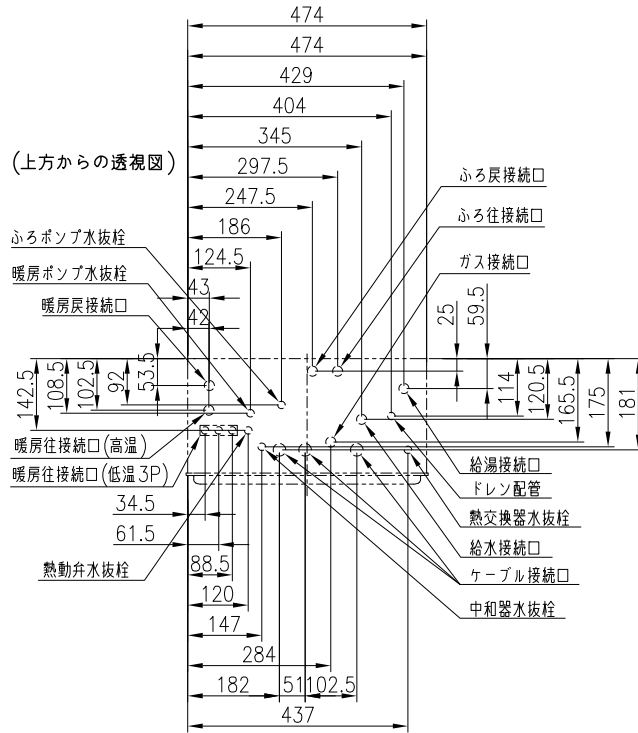 474
474
429
404
345
(上方からの透視図)
297.5
ふろ戻接続口
247.5
ふろ往接続口
186
ふろポンプ水抜栓
124.5
ガス接続口
暖房ポンプ水抜栓
43
暖房戻接続口
42
25
59.5
142.5
108.5
102.5
92
53.5
114
120.5
165.5
175
181
暖房往接続口(高温)
給湯接続口
暖房往接続口(低温3P)
ドレン配管
34.5
熱交換器水抜栓
61.5
給水接続口
熱動弁水抜栓
88.5
ケーブル接続口
120
中和器水抜栓
147
284
182
51
102.5
437